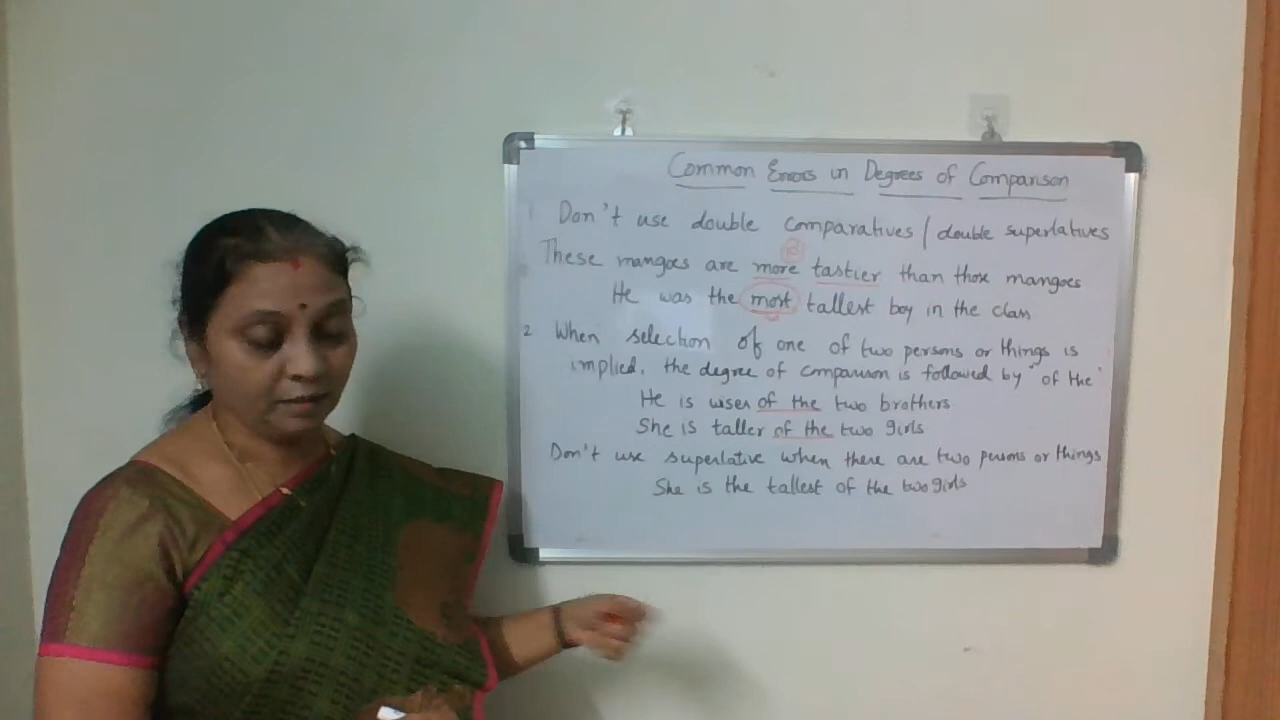 Common Errors in Degrees of Comparison
1 Don't use double comparatives / double superlatives
These mangoes are more tastier than those mangoes
He was the most tallest boy in the class
2 When selection of one of two persons or things is
implied, the degree of comparison is followed by "of the"
He is wiser of the two brothers
She is taller of the two girls
Don't use superlative when there are two persons or things
She is the tallest of the two girls